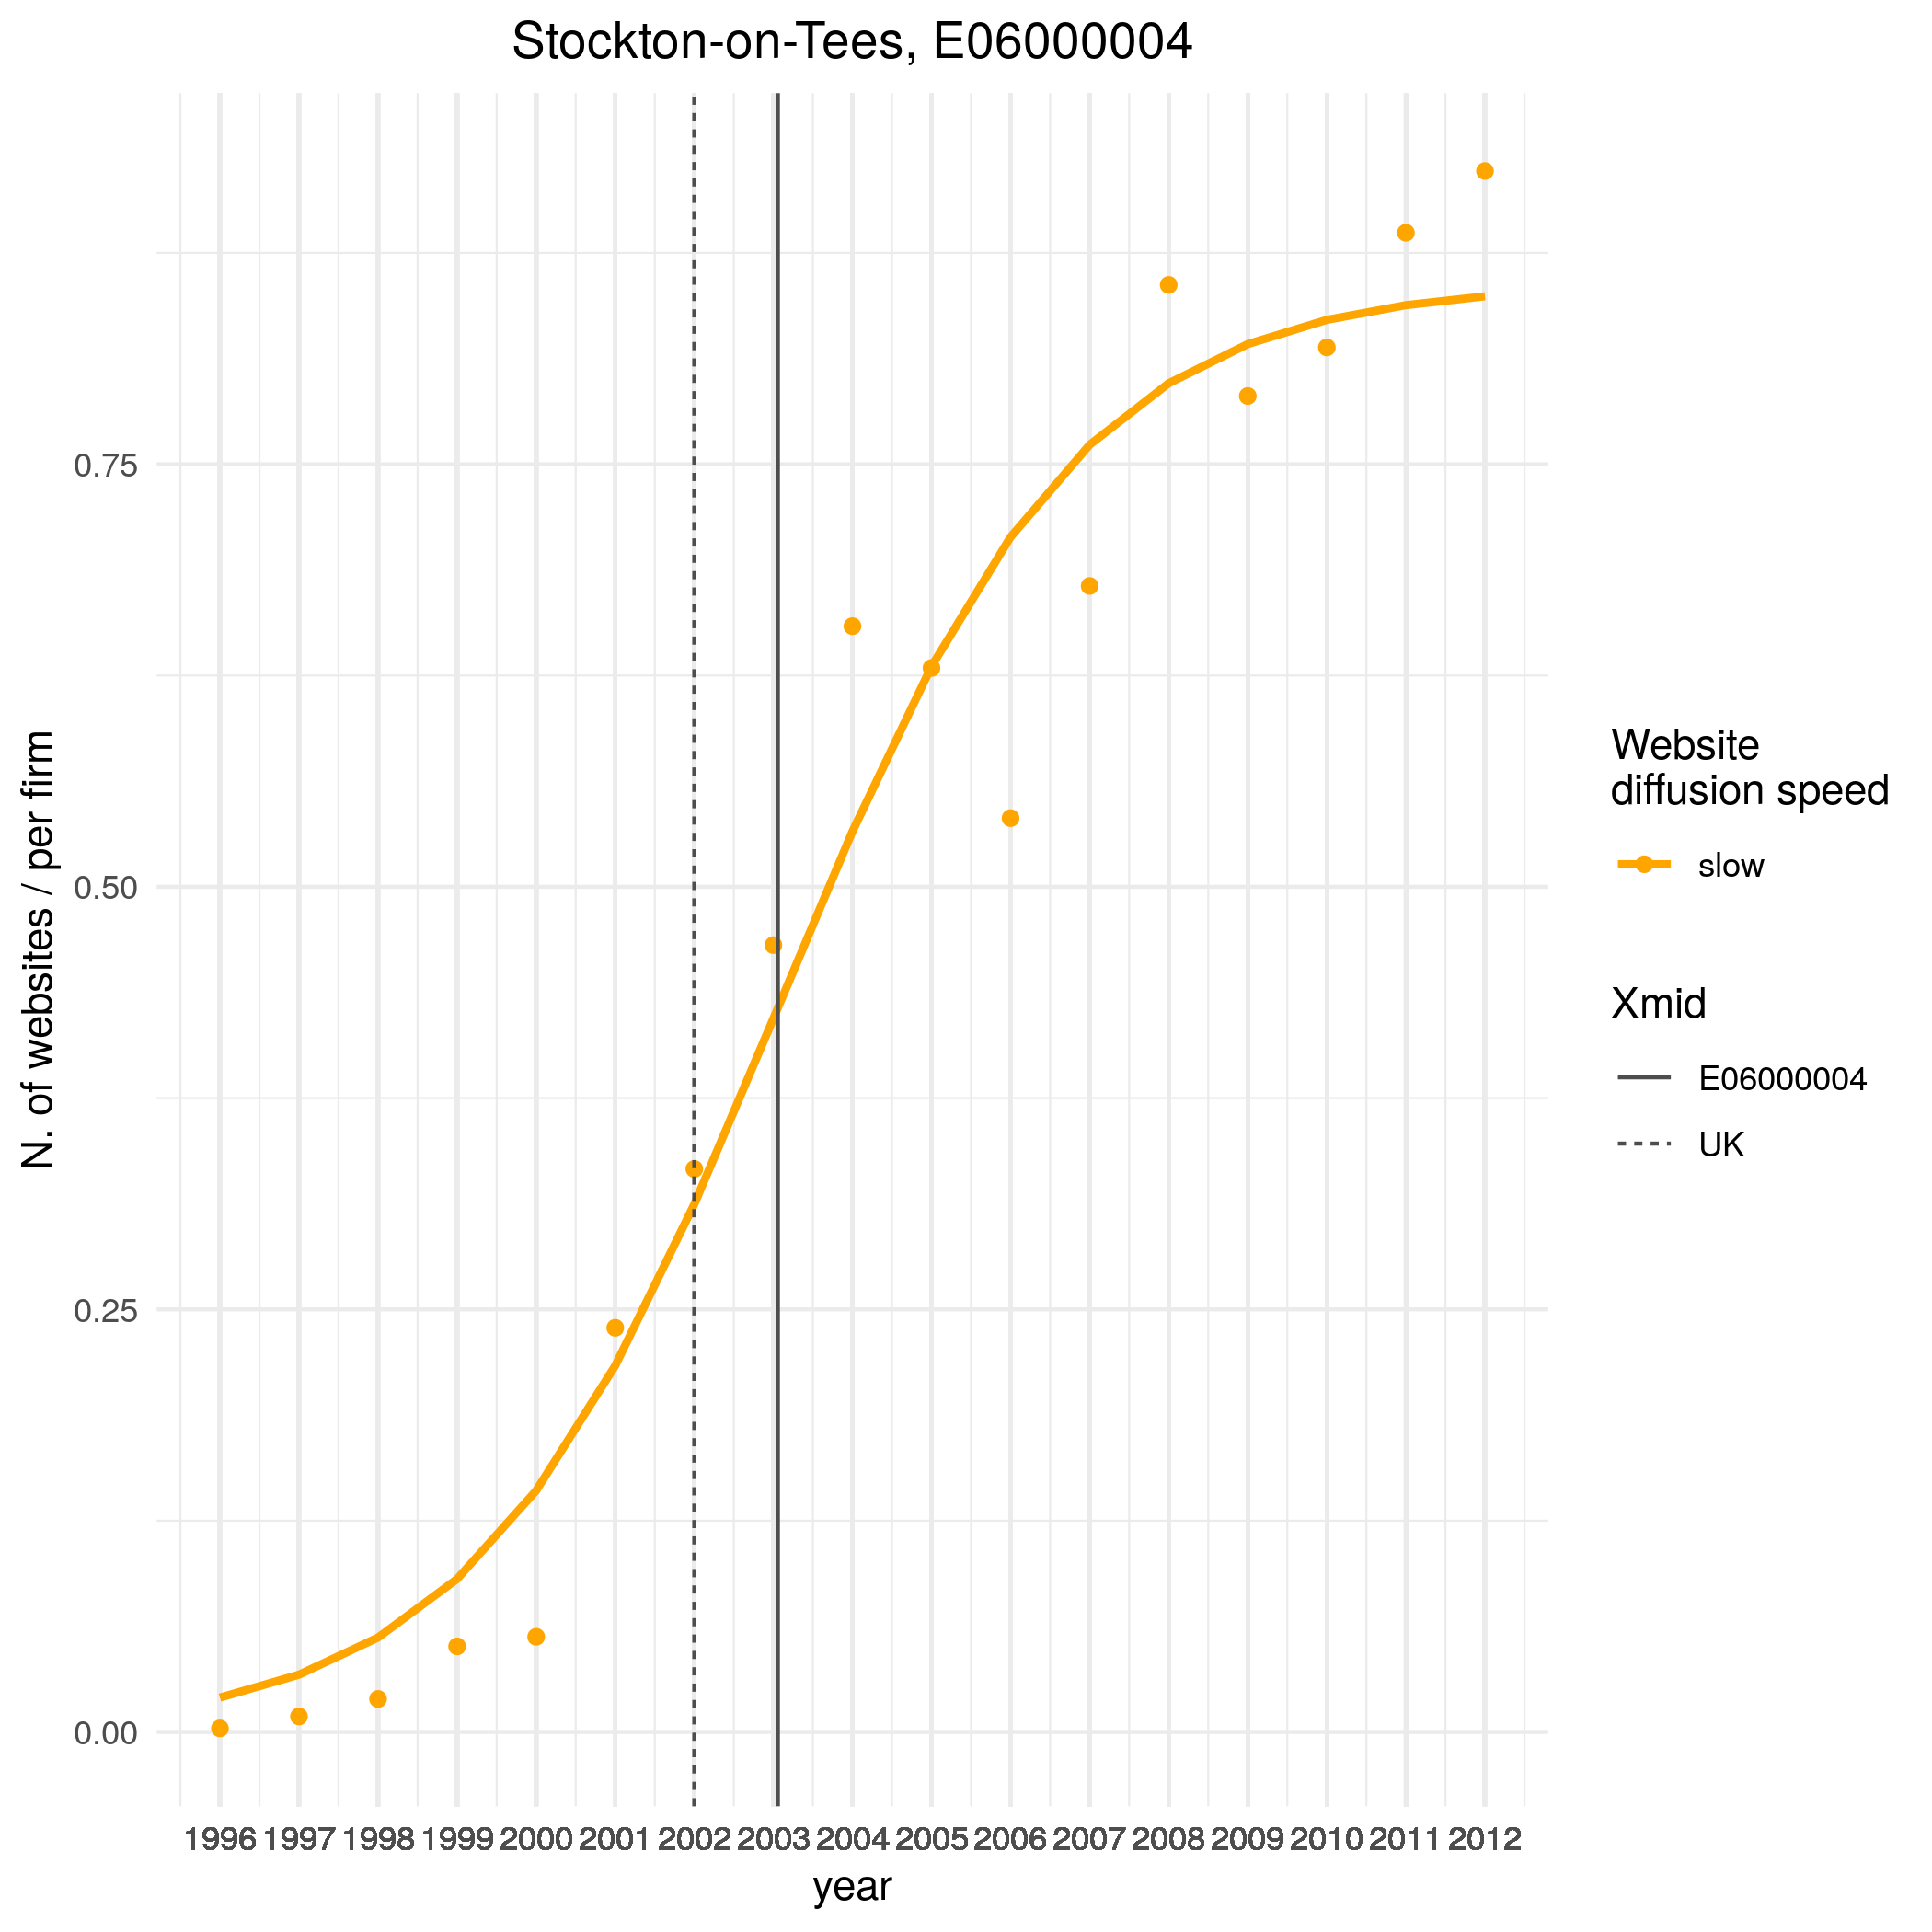 Stockton-on-Tees, E06000004
N. of websites / per firm
0.75
0.50
0.25
0.00
1996 1997 1998 1999 2000 2001 2002 2003 2004 2005 2006 2007 2008 2009 2010 2011 2012
year
Website
diffusion speed
slow
Xmid
E06000004
UK